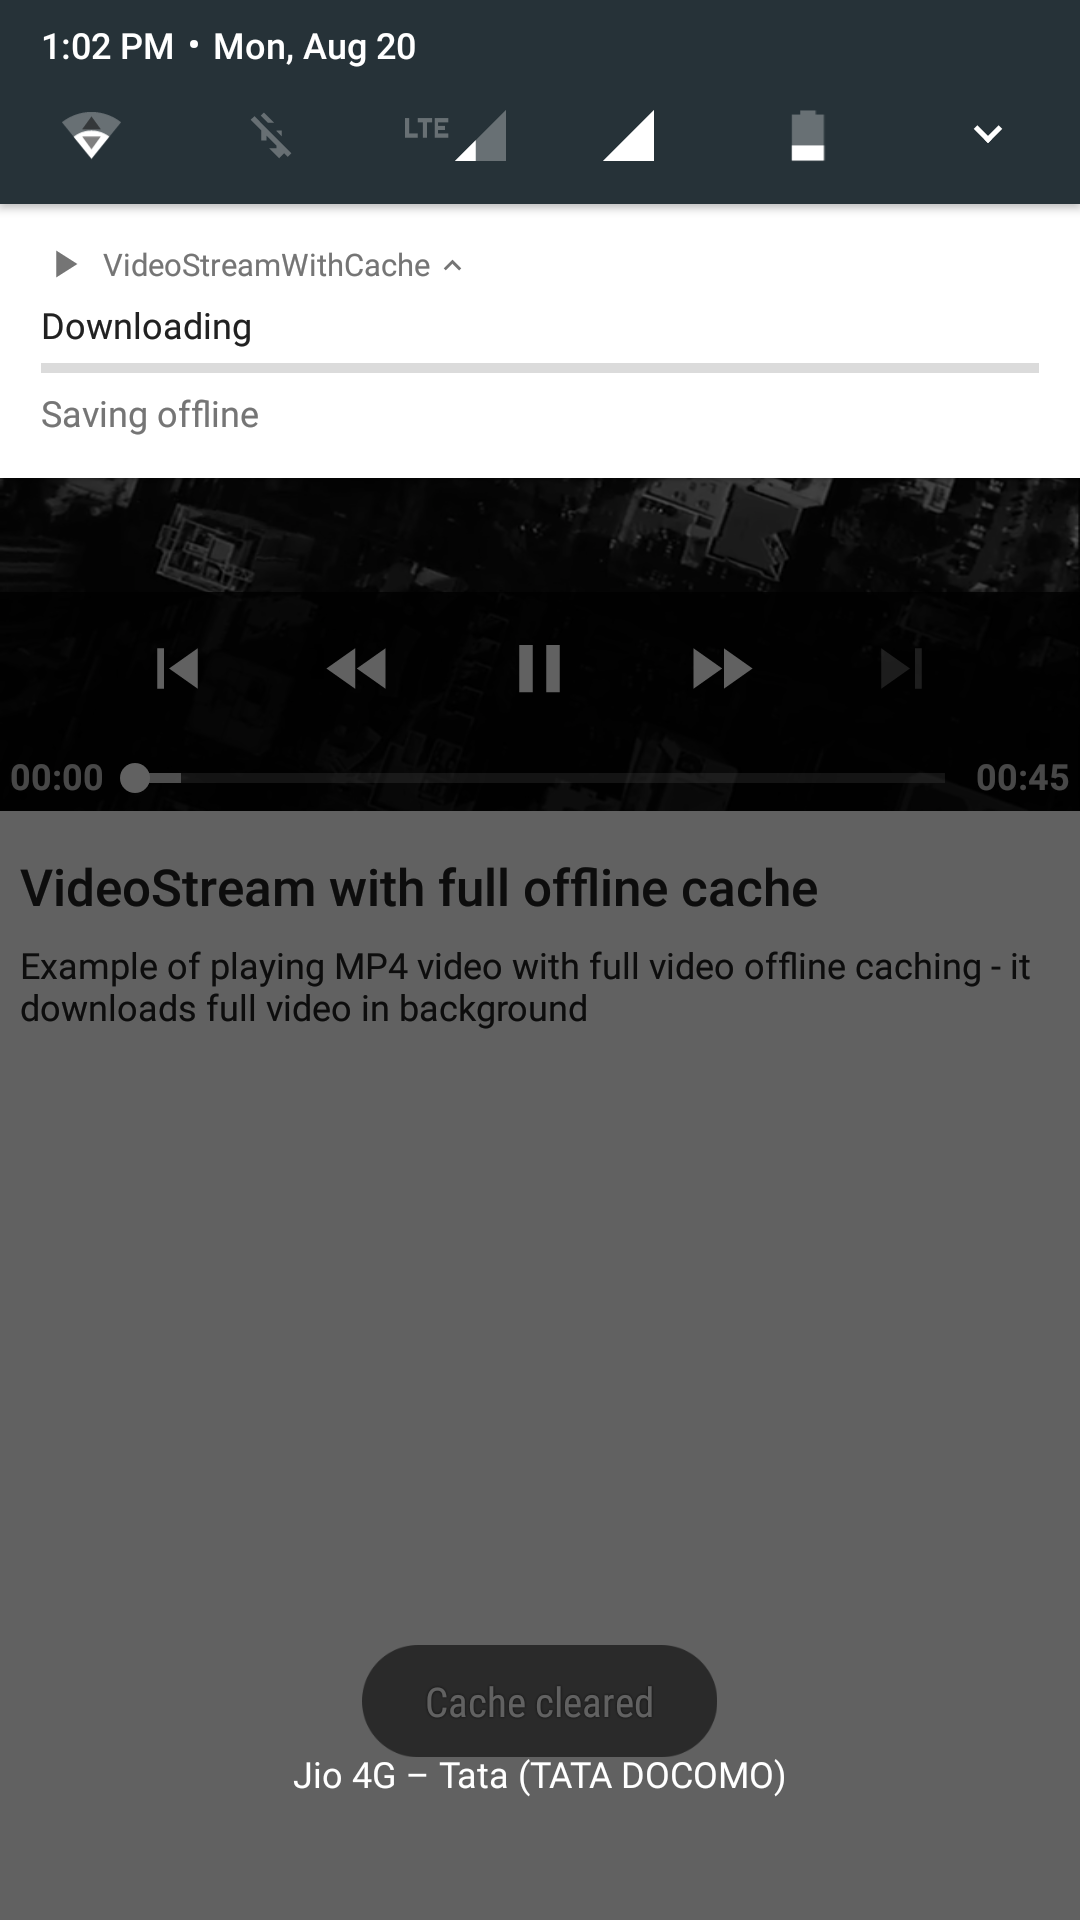 1:02 PM • Mon, Aug 20
LTE
VideoStreamWithCache
Downloading
Saving offline
00:00
00:45
VideoStream with full offline cache
Example of playing MP4 video with full video offline caching - it
downloads full video in background
Cache cleared
Jio 4G – Tata (TATA DOCOMO)